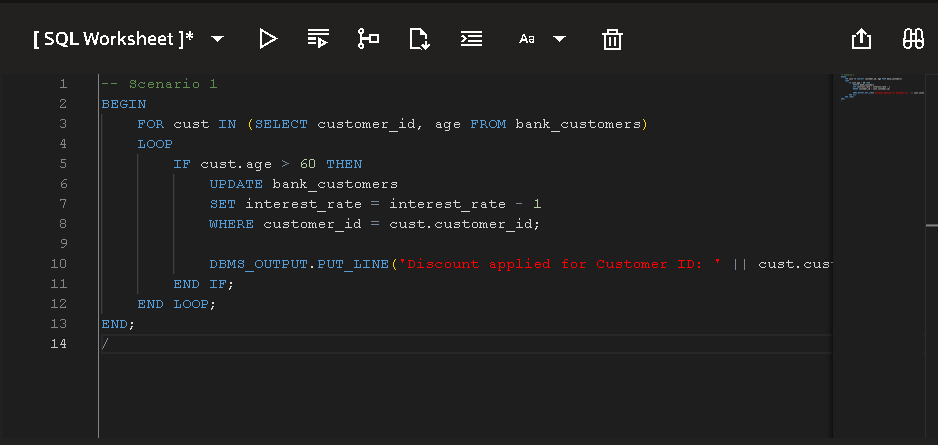 [ SQL Worksheet ]*
Aa
1 -- Scenario 1
2 BEGIN
3 FOR cust IN (SELECT customer_id, age FROM bank_customers)
4 LOOP
5 IF cust.age > 60 THEN
6 UPDATE bank_customers
7 SET interest_rate = interest_rate - 1
8 WHERE customer_id = cust.customer_id;
9
10 DBMS_OUTPUT.PUT_LINE('Discount applied for Customer ID: ' || cust.cus
11 END IF;
12 END LOOP;
13 END;
14 /